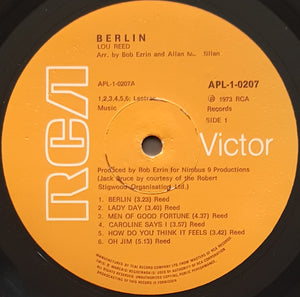 BERLIN
LOU REED
Arr. by Bob Ezrin and Allan
APL-1-0207A
APL-1-0207
1,2,3,4,5,6:
Music
℗ 1973 RCA
Records
SIDE 1
RCA
Victor
Produced by Bob Ezrin for Nimbus 9 Productions
(Jack Bruce by courtesy of the Robert
Stigwood Organisation Ltd.)
1. BERLIN (3.23) Reed
2. LADY DAY (3.40) Reed
3. MEN OF GOOD FORTUNE (4.37) Reed
4. CAROLINE SAYS I (3.57) Reed
5. HOW DO YOU THINK IT FEELS (3.42) Reed
6. OH JIM (5.13) Reed